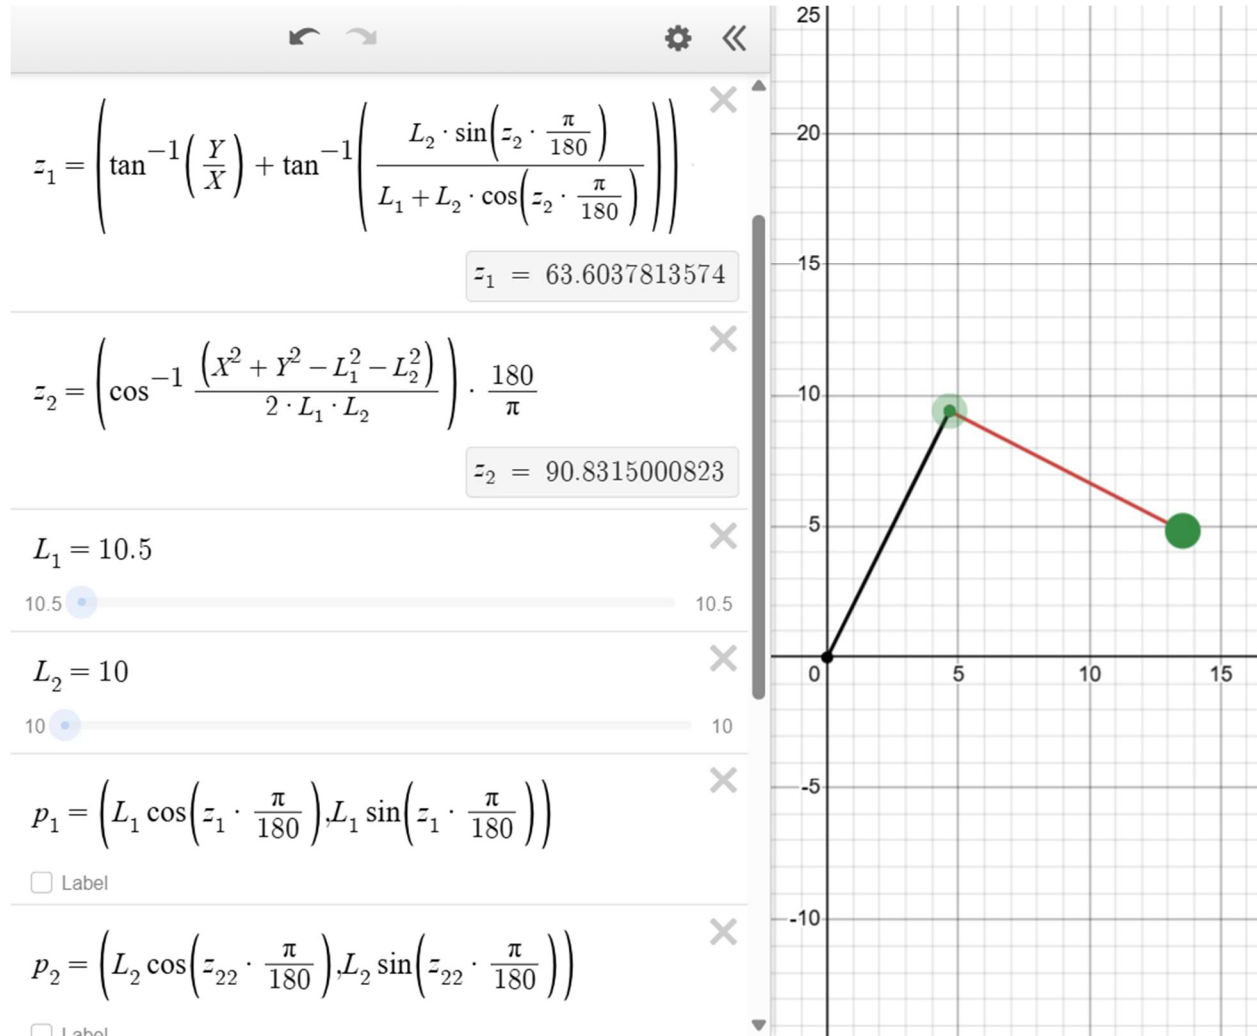 z₁ = (tan⁻¹(Y/X) + tan⁻¹((L₂ · sin(z₂ · π/180))/(L₁ + L₂ · cos(z₂ · π/180))))
z₁ = 63.6037813574
z₂ = (cos⁻¹ (X² + Y² − L₁² − L₂²)/(2 · L₁ · L₂)) · 180/π
z₂ = 90.8315000823
L₁ = 10.5
10.5 10.5
L₂ = 10
10 10
p₁ = (L₁ cos(z₁ · π/180), L₁ sin(z₁ · π/180))
Label
p₂ = (L₂ cos(z₂₂ · π/180), L₂ sin(z₂₂ · π/180))
Label
25
20
15
10
5
0 5 10 15
-5
-10